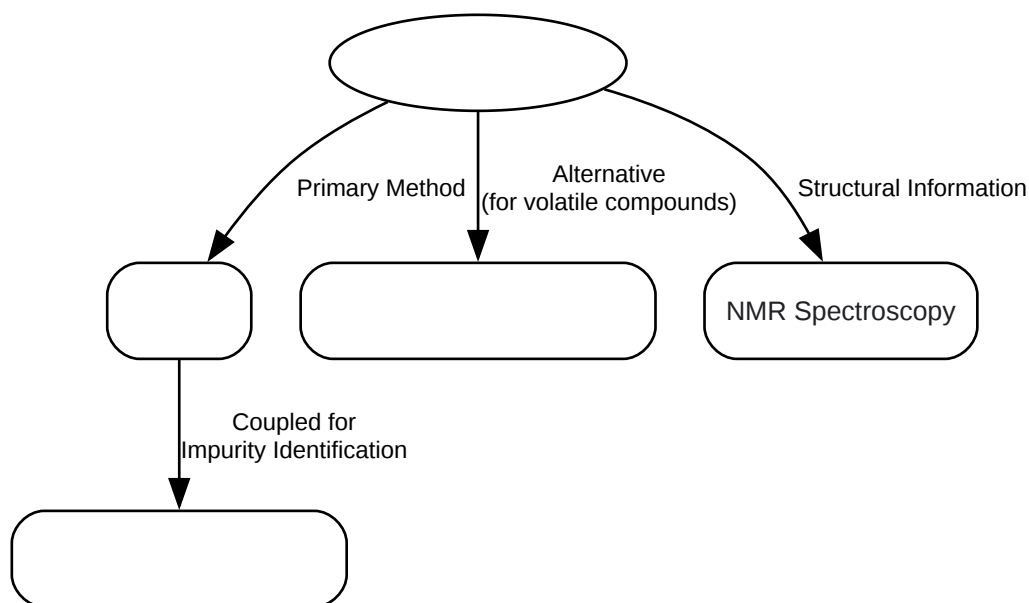 Primary Method
Alternative
(for volatile compounds)
Structural Information
NMR Spectroscopy
Coupled for
Impurity Identification